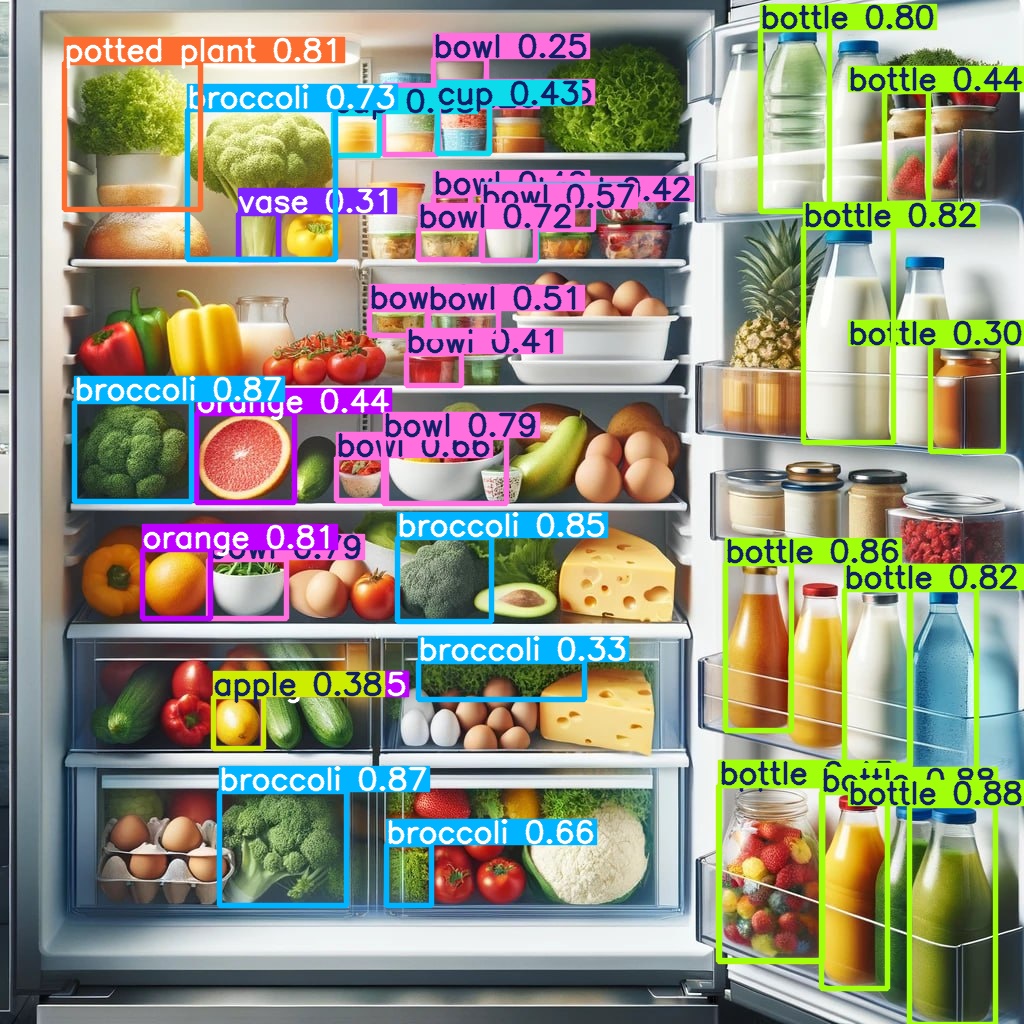 bottle 0.80
potted plant 0.81
bowl 0.25
bottle 0.44
broccoli 0.73
cup 0.43
bowl 0.57
0.42
vase 0.31
bowl 0.72
bottle 0.82
bowl 0.51
bottle 0.30
bowl 0.41
broccoli 0.87
orange 0.44
bowl 0.79
bowl 0.66
broccoli 0.85
orange 0.81
bottle 0.86
bottle 0.82
broccoli 0.33
apple 0.38
broccoli 0.87
bottle
bottle 0.88
broccoli 0.66